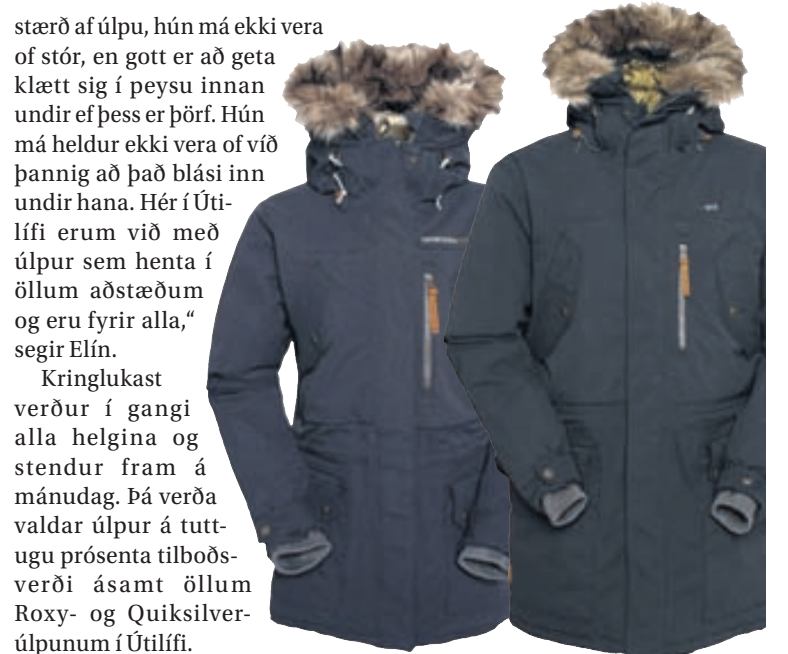 stærð af úlpu, hún má ekki vera
of stór, en gott er að geta
klætt sig í peysu innan
undir ef þess er þörf. Hún
má heldur ekki vera of víð
þannig að það blási inn
undir hana. Hér í Úti-
lífi erum við með
úlpur sem henta í
öllum aðstæðum
og eru fyrir alla,“
segir Elín.
Kringlukast
verður í gangi
alla helgina og
stendur fram á
mánudag. Þá verða
valdar úlpur á tutt-
ugu prósenta tilboðs-
verði ásamt öllum
Roxy- og Quiksilver-
úlpunum í Útilífi.